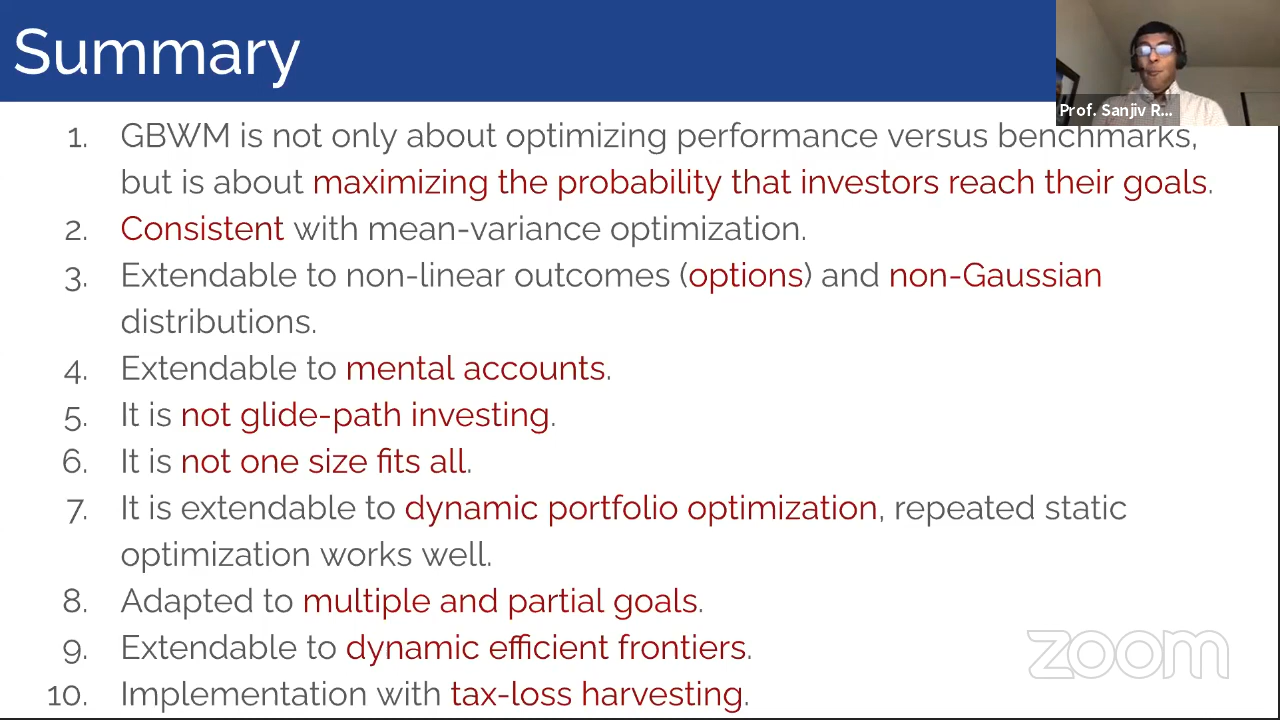 Summary
Prof. Sanjiv R...
1. GBWM is not only about optimizing performance versus benchmarks,
but is about maximizing the probability that investors reach their goals.
2. Consistent with mean-variance optimization.
3. Extendable to non-linear outcomes (options) and non-Gaussian
distributions.
4. Extendable to mental accounts.
5. It is not glide-path investing.
6. It is not one size fits all.
7. It is extendable to dynamic portfolio optimization, repeated static
optimization works well.
8. Adapted to multiple and partial goals.
9. Extendable to dynamic efficient frontiers.
10. Implementation with tax-loss harvesting.
zoom